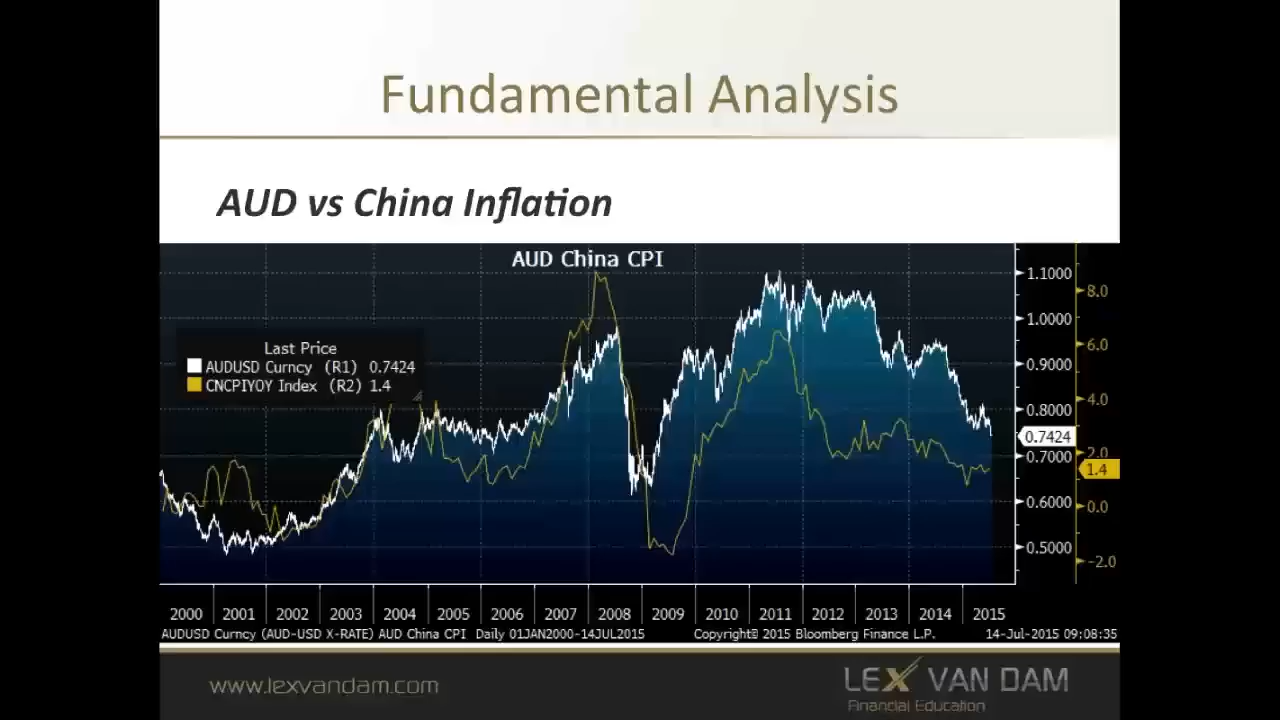 Fundamental Analysis
AUD vs China Inflation
AUD China CPI
Last Price
AUDUSD Curncy (R1) 0.7424
CNCPIYOY Index (R2) 1.4
1.1000
1.0000
0.9000
0.8000
0.7424
0.7000
0.6000
0.5000
8.0
6.0
4.0
2.0
1.4
0.0
-2.0
2000 2001 2002 2003 2004 2005 2006 2007 2008 2009 2010 2011 2012 2013 2014 2015
AUDUSD Curncy (AUD-USD X-RATE) AUD China CPI Daily 01JAN2000-14JUL2015 Copyright© 2015 Bloomberg Finance L.P. 14-Jul-2015 09:08:35
www.lexvandam.com
LEX VAN DAM
Financial Education